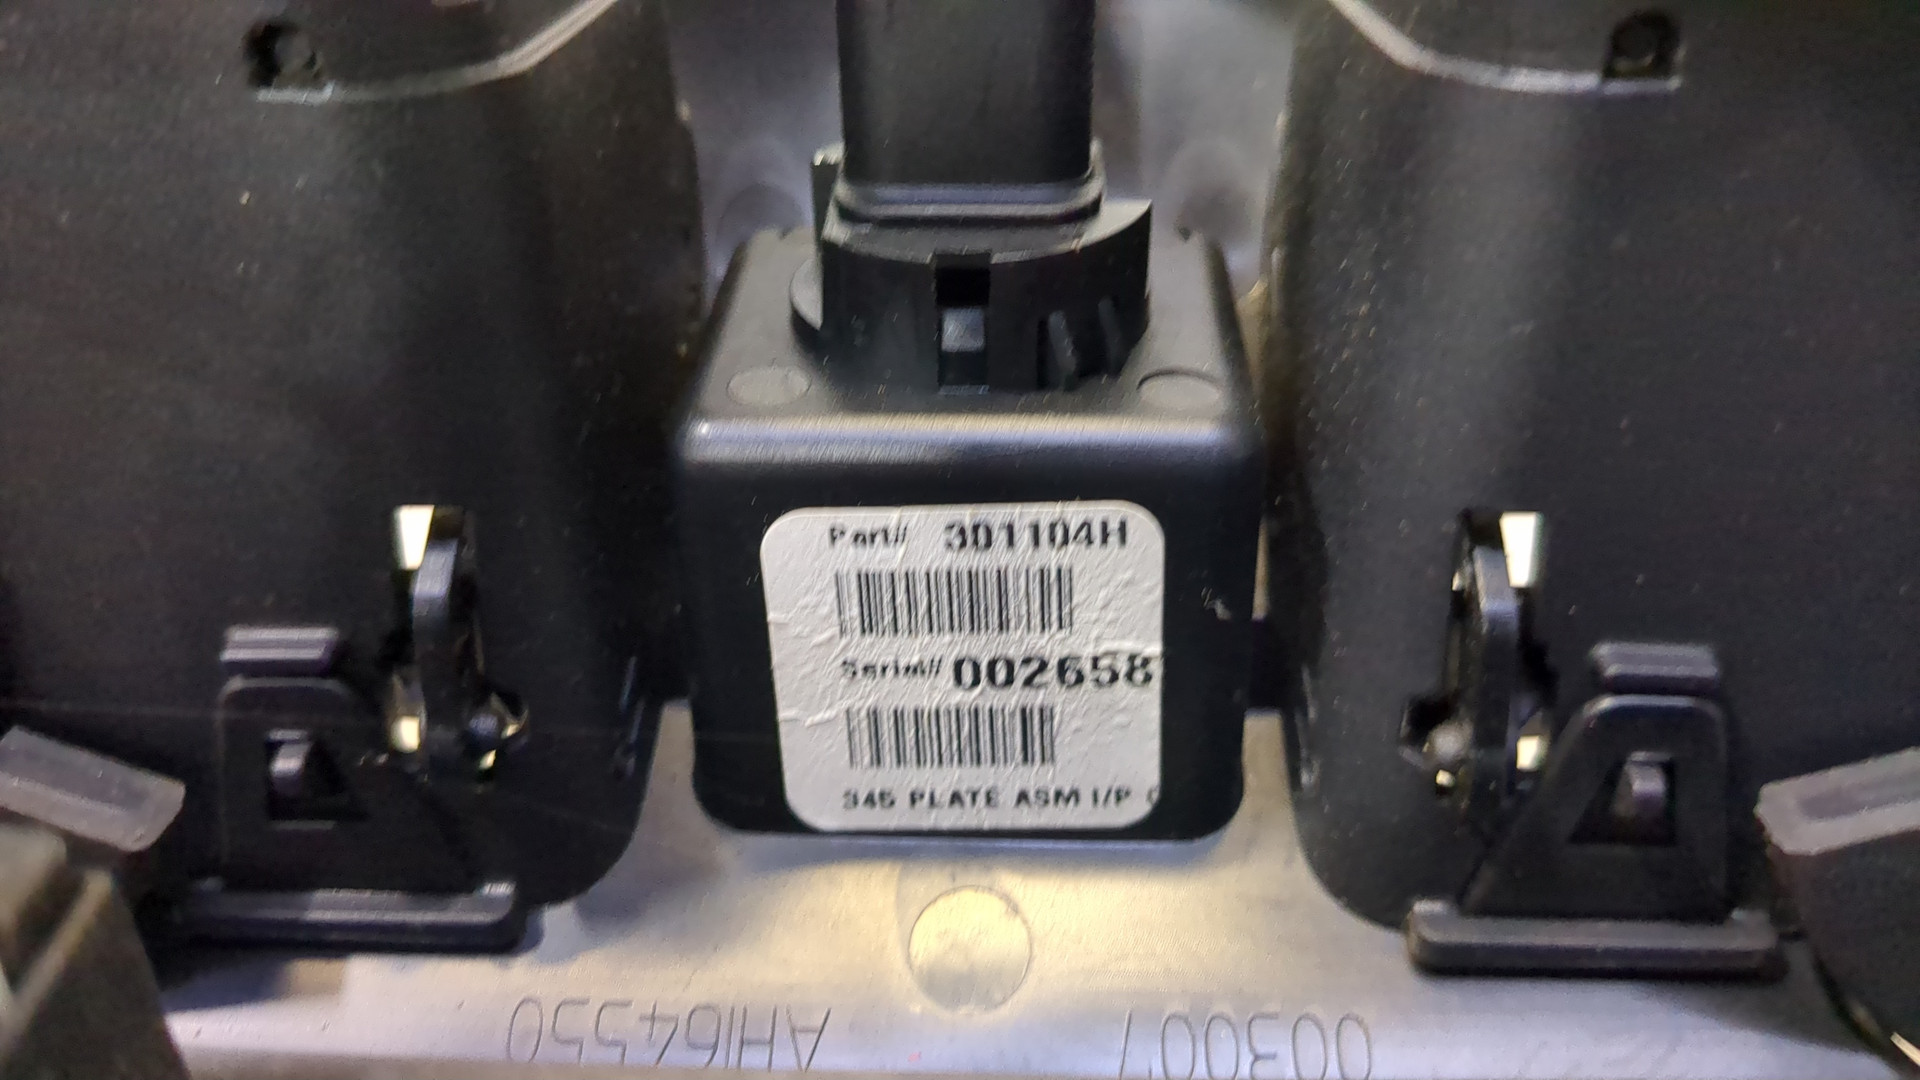 Part# 301104H
Serial# 002658
345 PLATE ASM I/P
AH164550
003007